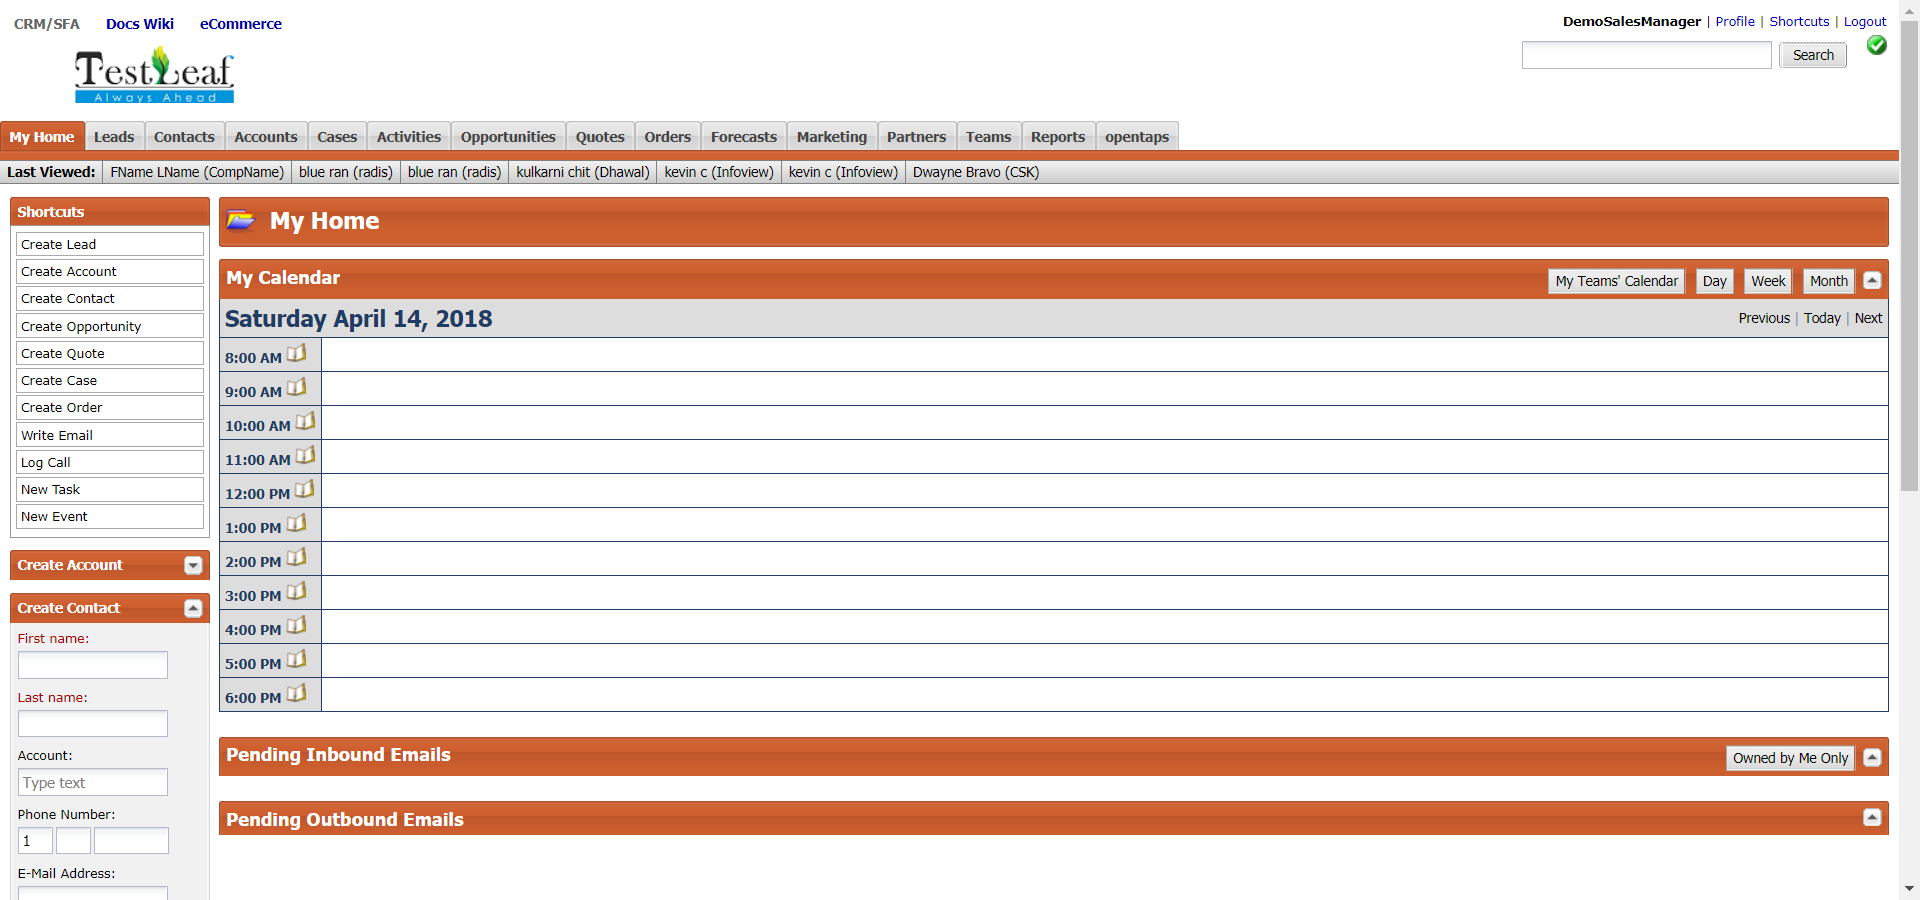 CRM/SFA Docs Wiki eCommerce
DemoSalesManager | Profile | Shortcuts | Logout
Search
TestLeaf
Always Ahead
My Home Leads Contacts Accounts Cases Activities Opportunities Quotes Orders Forecasts Marketing Partners Teams Reports opentaps
Last Viewed: FName LName (CompName) blue ran (radis) blue ran (radis) kulkarni chit (Dhawal) kevin c (Infoview) kevin c (Infoview) Dwayne Bravo (CSK)
Shortcuts
Create Lead
Create Account
Create Contact
Create Opportunity
Create Quote
Create Case
Create Order
Write Email
Log Call
New Task
New Event
Create Account
Create Contact
First name:
Last name:
Account:
Type text
Phone Number:
1
E-Mail Address:
My Home
My Calendar
My Teams' Calendar Day Week Month
Saturday April 14, 2018
Previous | Today | Next
8:00 AM
9:00 AM
10:00 AM
11:00 AM
12:00 PM
1:00 PM
2:00 PM
3:00 PM
4:00 PM
5:00 PM
6:00 PM
Pending Inbound Emails
Owned by Me Only
Pending Outbound Emails